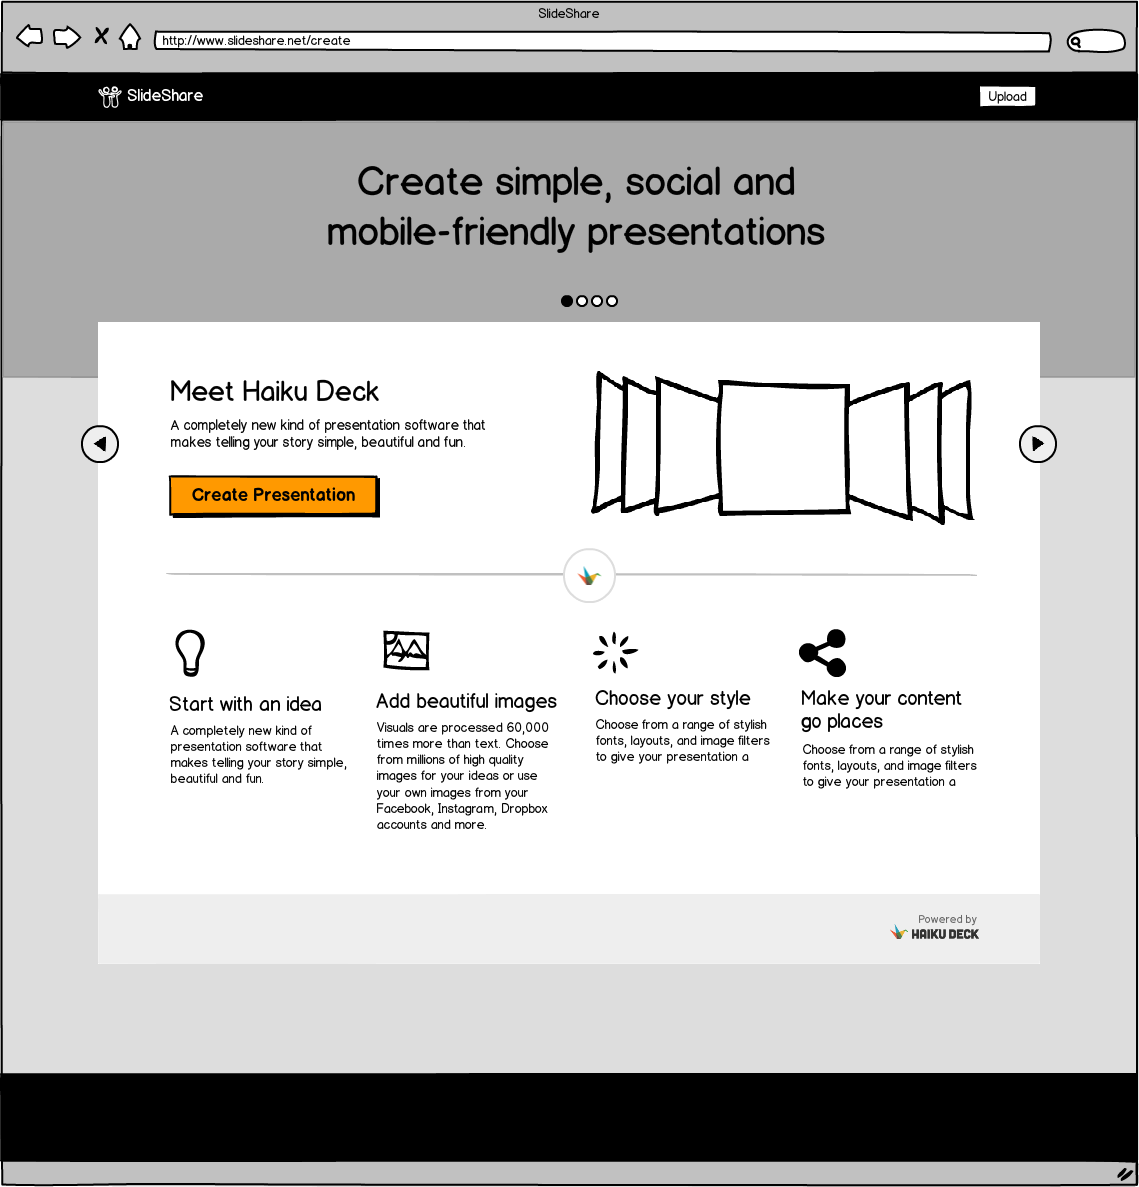 SlideShare
http://www.slideshare.net/create
SlideShare
Upload
Create simple, social and
mobile-friendly presentations
Meet Haiku Deck
A completely new kind of presentation software that
makes telling your story simple, beautiful and fun.
Create Presentation
Start with an idea
A completely new kind of
presentation software that
makes telling your story simple,
beautiful and fun.
Add beautiful images
Visuals are processed 60,000
times more than text. Choose
from millions of high quality
images for your ideas or use
your own images from your
Facebook, Instagram, Dropbox
accounts and more.
Choose your style
Choose from a range of stylish
fonts, layouts, and image filters
to give your presentation a
Make your content
go places
Choose from a range of stylish
fonts, layouts, and image filters
to give your presentation a
Powered by
HAIKU DECK